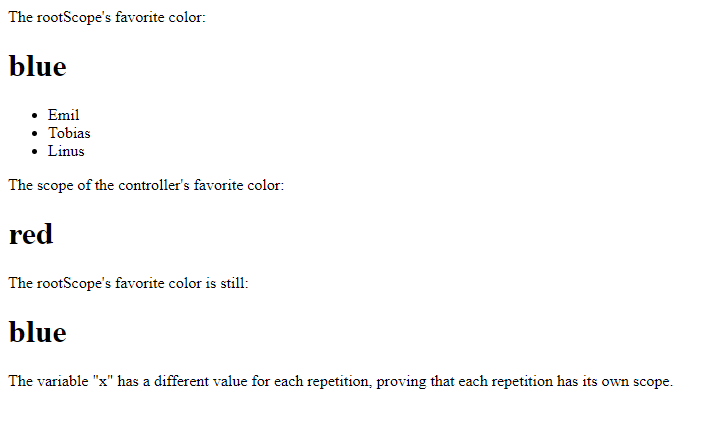 The rootScope's favorite color:
blue
Emil
Tobias
Linus
The scope of the controller's favorite color:
red
The rootScope's favorite color is still:
blue
The variable "x" has a different value for each repetition, proving that each repetition has its own scope.